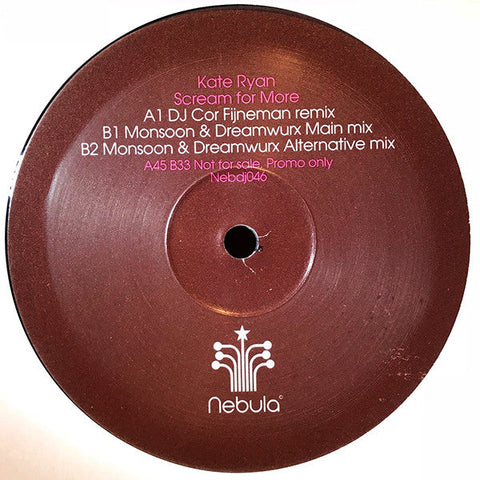 Kate Ryan
Scream for More
A1 DJ Cor Fijneman remix
B1 Monsoon & Dreamwurx Main mix
B2 Monsoon & Dreamwurx Alternative mix
A45 B33 Not for sale, Promo only
Nebdj046
nebula©